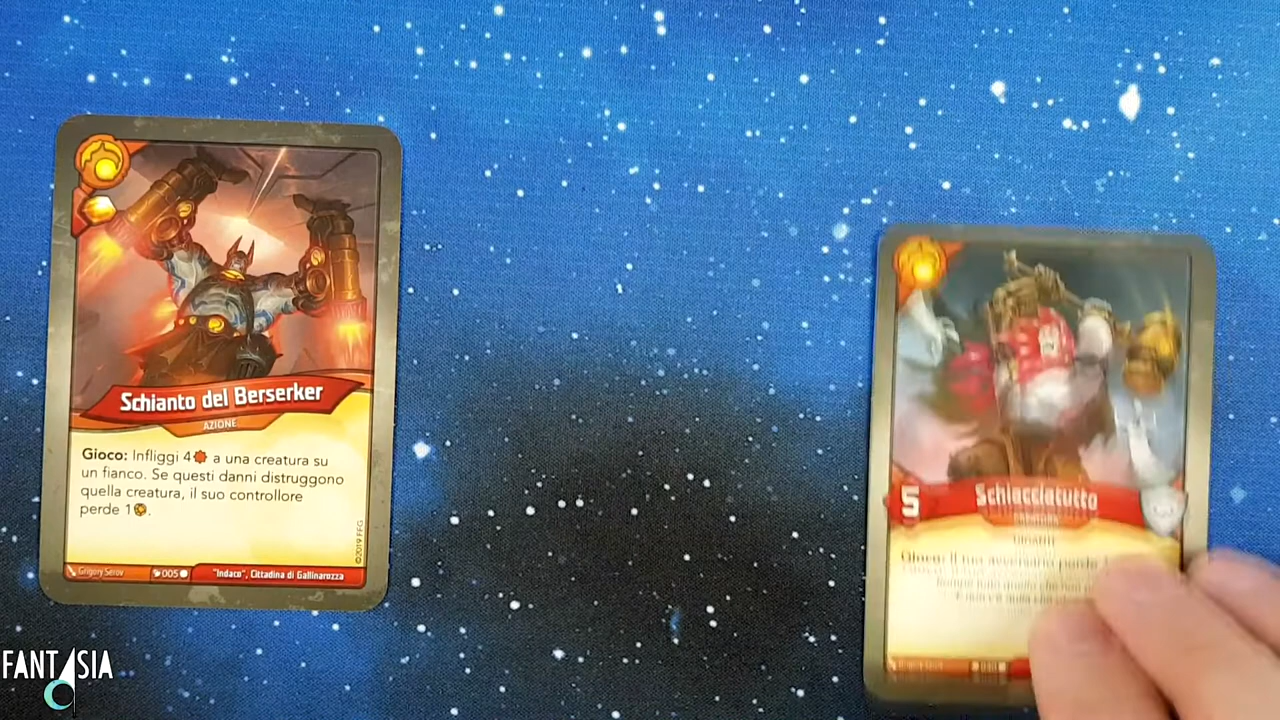 Schianto del Berserker
AZIONE
Gioco: Infliggi 4 a una creatura su
un fianco. Se questi danni distruggono
quella creatura, il suo controllore
perde 1.
©2019 FFG
Grigory Serov
005
"Indaco", Cittadina di Gallinarozza
5
Schiacciatutto
CREATURA
FANTASIA